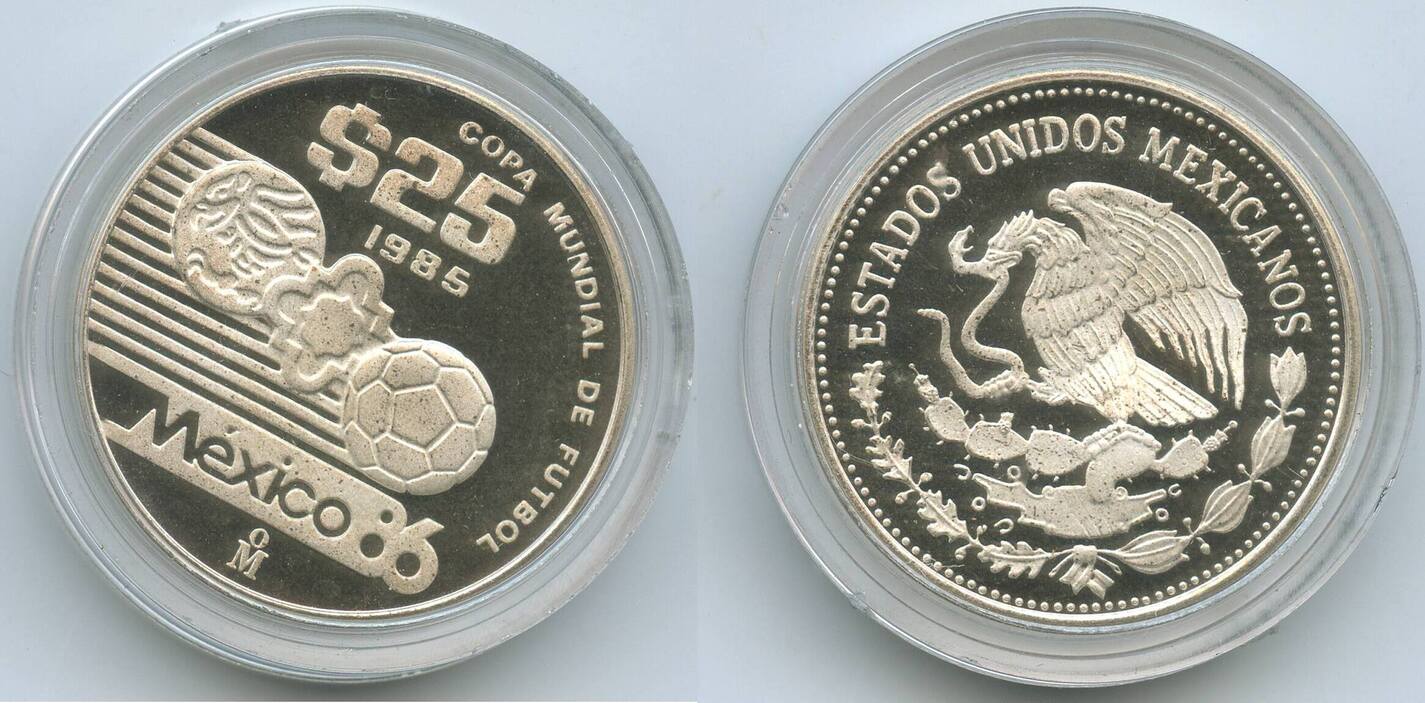 $25
1985
COPA MUNDIAL DE FUTBOL
México 86
Mo
ESTADOS UNIDOS MEXICANOS